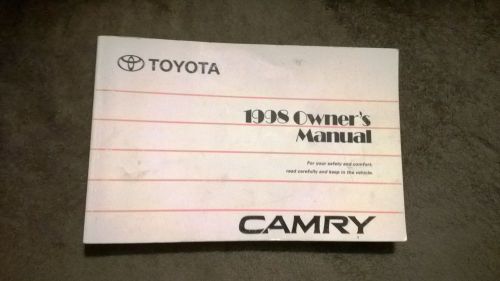 TOYOTA
1998 Owner's
Manual
For your safety and comfort,
read carefully and keep in the vehicle.
CAMRY